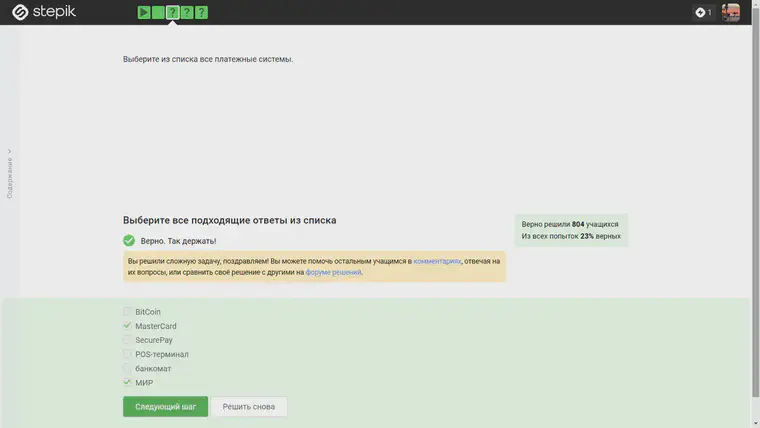 stepik
1
Выберите из списка все платежные системы.
Содержание
Выберите все подходящие ответы из списка
Верно решили 804 учащихся
Из всех попыток 23% верных
Верно. Так держать!
Вы решили сложную задачу, поздравляем! Вы можете помочь остальным учащимся в комментариях, отвечая на
их вопросы, или сравнить своё решение с другими на форуме решений.
BitCoin
MasterCard
SecurePay
POS-терминал
банкомат
МИР
Следующий шаг
Решить снова